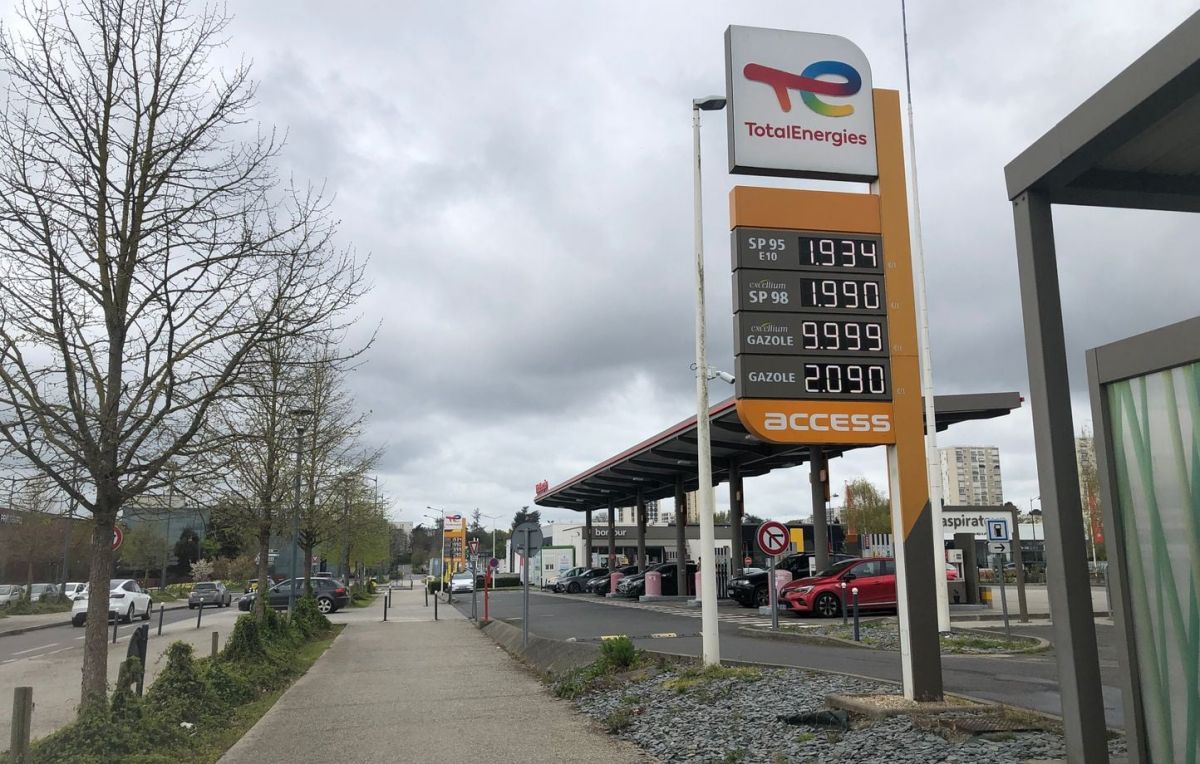 TotalEnergies
SP 95 1.934
E10
excellium
SP 98 1.990
excellium
GAZOLE 9.999
GAZOLE 2.090
access
bonjour
aspirate